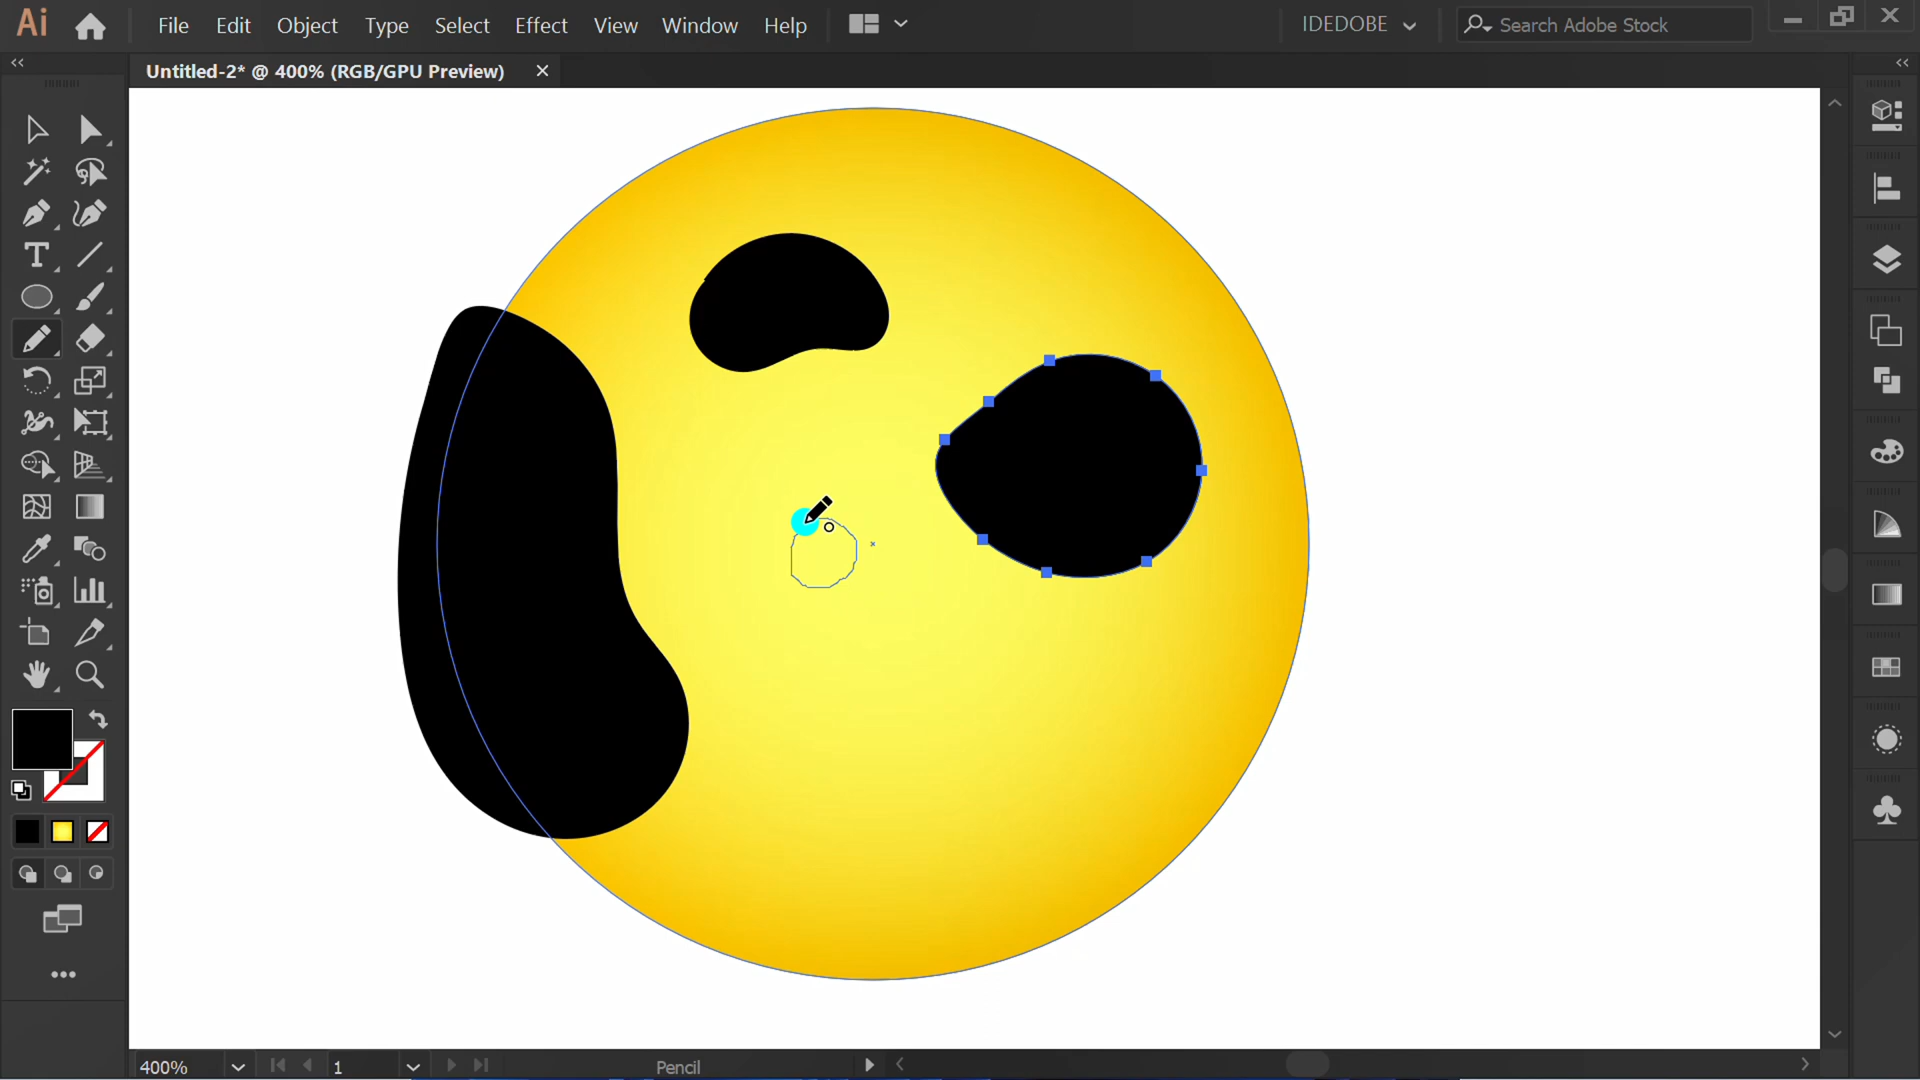 Ai File Edit Object Type Select Effect View Window Help IDEDOBE Search Adobe Stock
Untitled-2* @ 400% (RGB/GPU Preview)
400% 1 Pencil